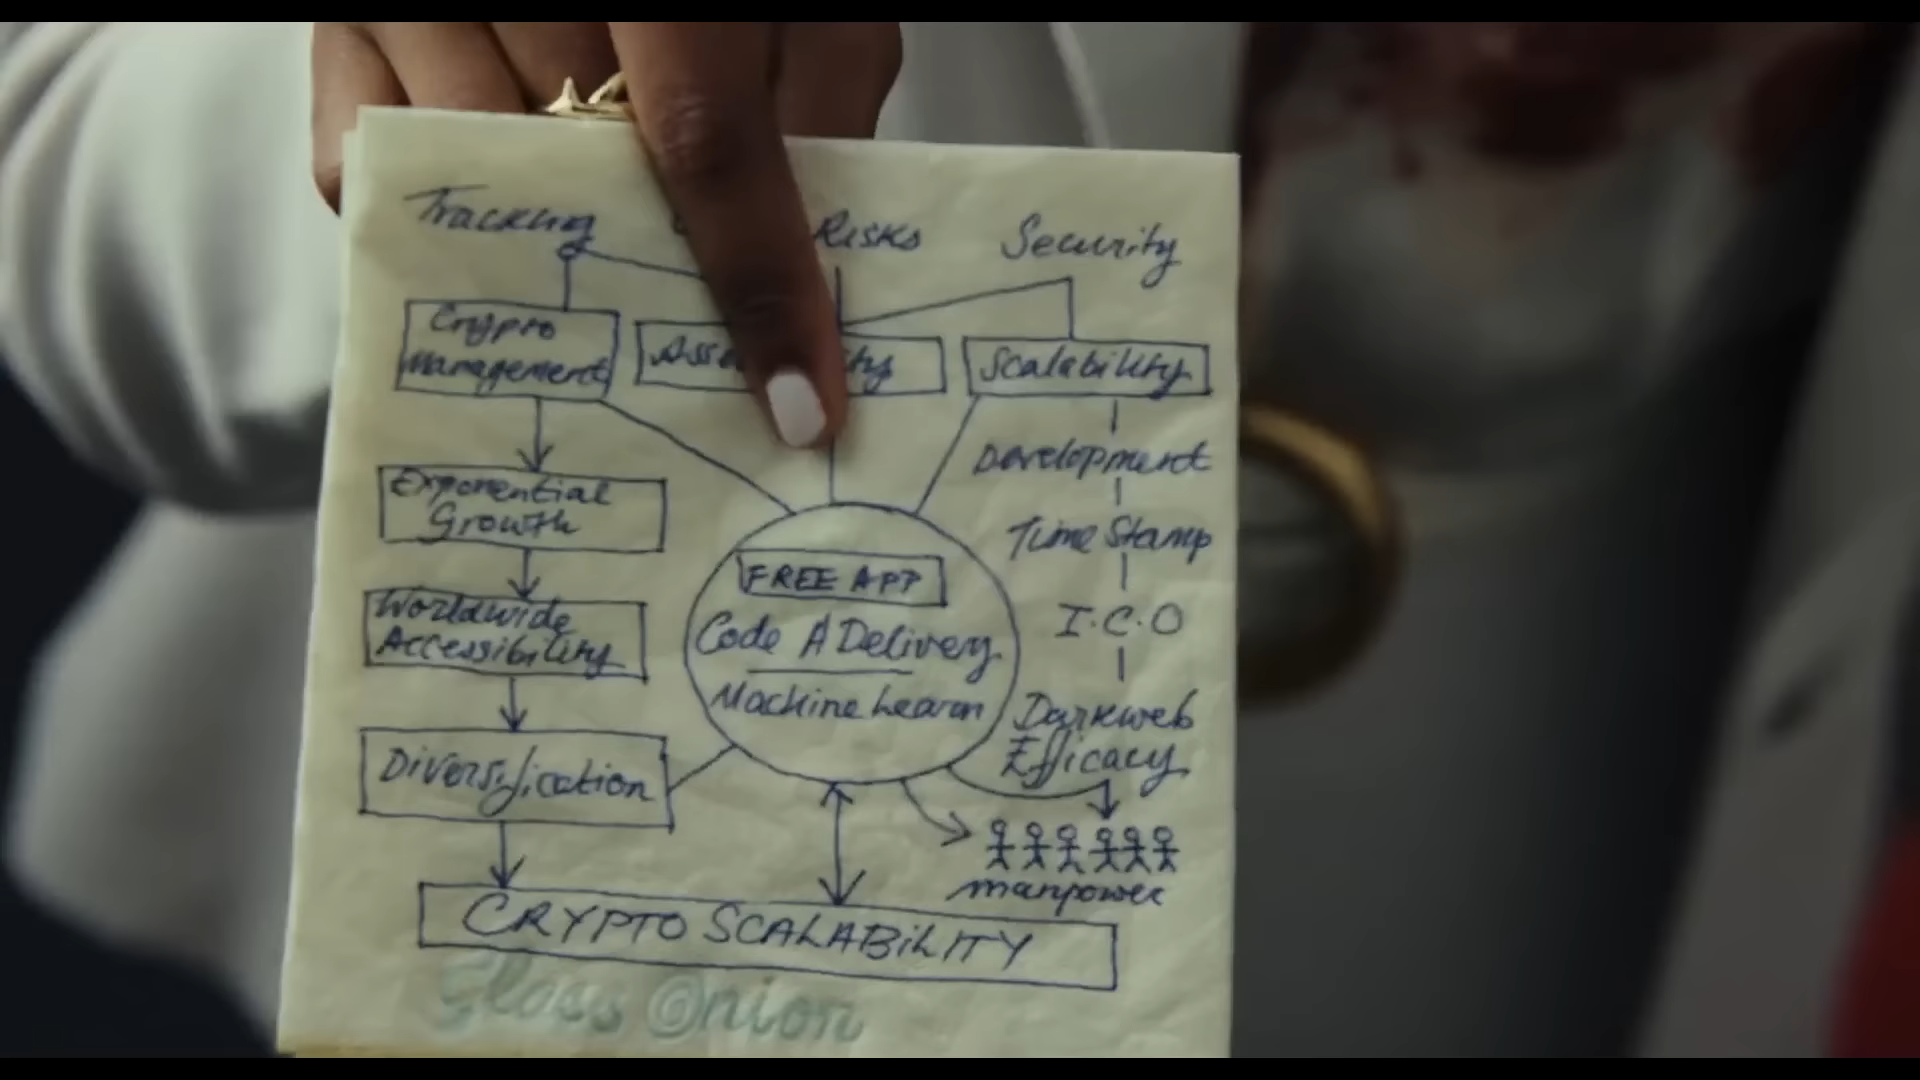 Tracking
Risks
Security
Crypto
Management
Scalability
Development
Exponential
Growth
Time Stamp
FREE APP
Worldwide
Accessibility
Code A Delivery
I.C.O
Machine Learn
Darkweb
Efficacy
Diversification
manpower
CRYPTO SCALABILITY
Glass Onion